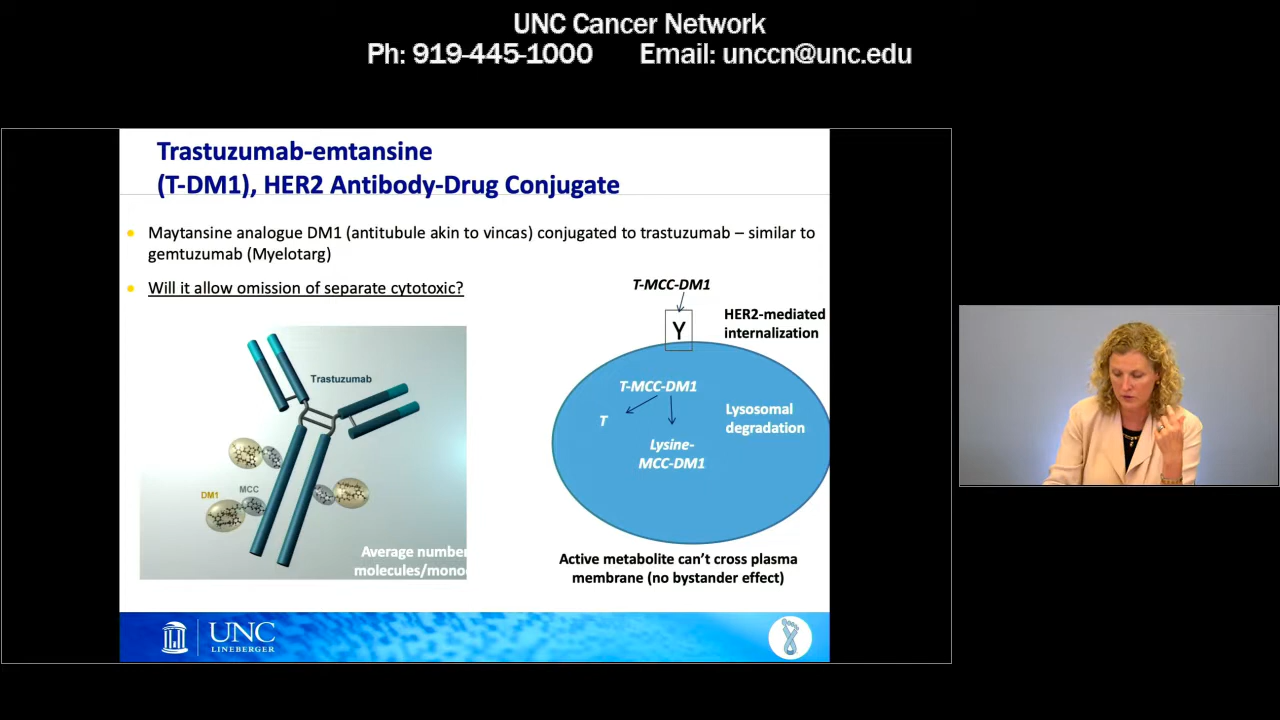 UNC Cancer Network
Ph: 919-445-1000 Email: unccn@unc.edu
Trastuzumab-emtansine
(T-DM1), HER2 Antibody-Drug Conjugate
Maytansine analogue DM1 (antitubule akin to vincas) conjugated to trastuzumab – similar to
gemtuzumab (Myelotarg)
Will it allow omission of separate cytotoxic?
Trastuzumab
DM1
MCC
Average number
molecules/mono
T-MCC-DM1
Y
HER2-mediated
internalization
T-MCC-DM1
T
Lysine-
MCC-DM1
Lysosomal
degradation
Active metabolite can't cross plasma
membrane (no bystander effect)
UNC
LINEBERGER